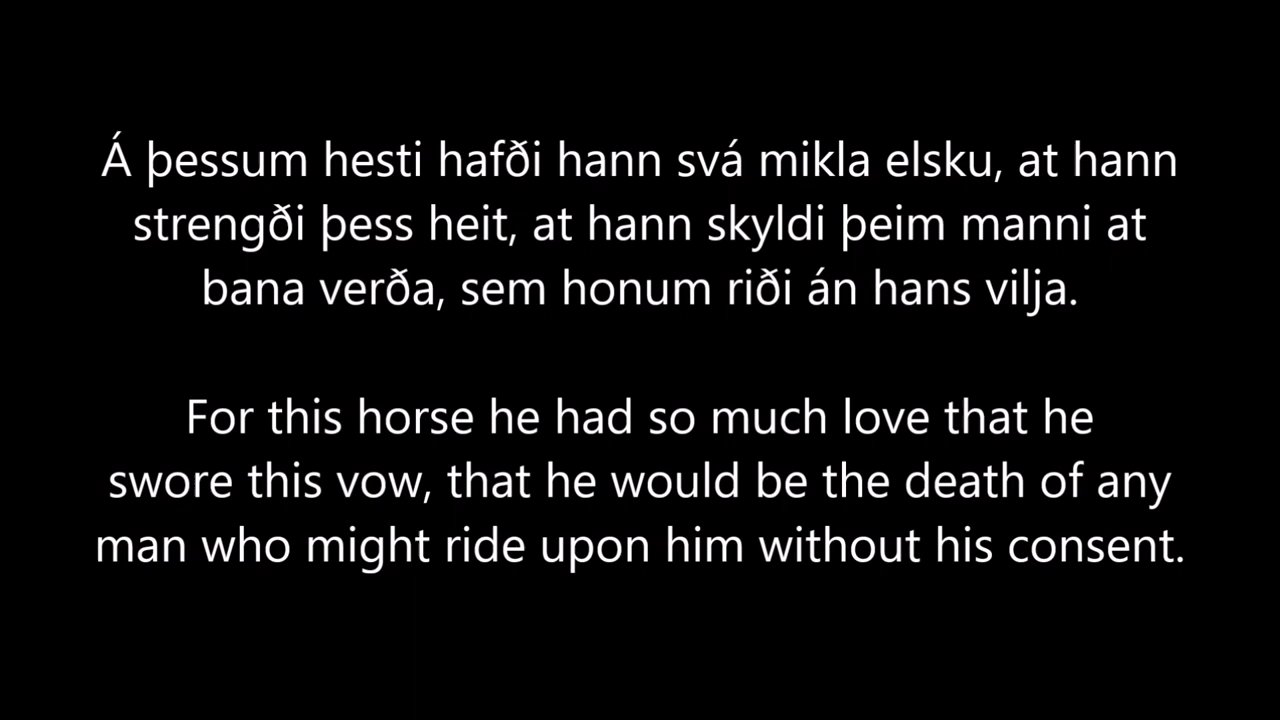 Á þessum hesti hafði hann svá mikla elsku, at hann
strengði þess heit, at hann skyldi þeim manni at
bana verða, sem honum riði án hans vilja.
For this horse he had so much love that he
swore this vow, that he would be the death of any
man who might ride upon him without his consent.